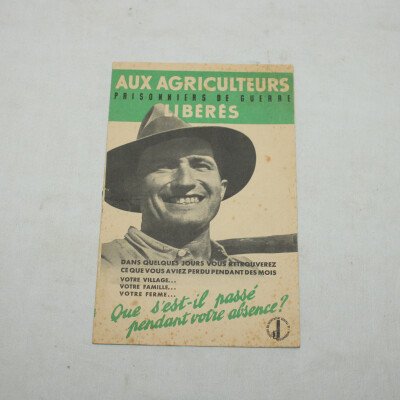 AUX AGRICULTEURS
PRISONNIERS DE GUERRE
LIBÉRÉS
DANS QUELQUES JOURS VOUS RETROUVEREZ
CE QUE VOUS AVIEZ PERDU PENDANT DES MOIS
VOTRE VILLAGE...
VOTRE FAMILLE...
VOTRE FERME...
Que s'est-il passé
pendant votre absence?